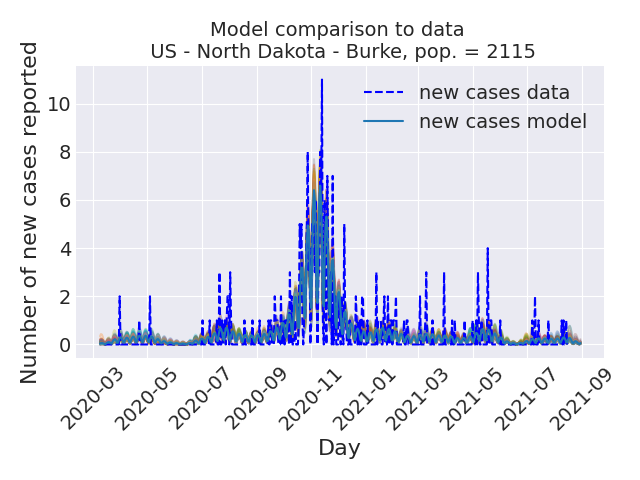 Model comparison to data
US - North Dakota - Burke, pop. = 2115
new cases data
new cases model
Number of new cases reported
10
8
6
4
2
0
2020-03
2020-05
2020-07
2020-09
2020-11
2021-01
2021-03
2021-05
2021-07
2021-09
Day